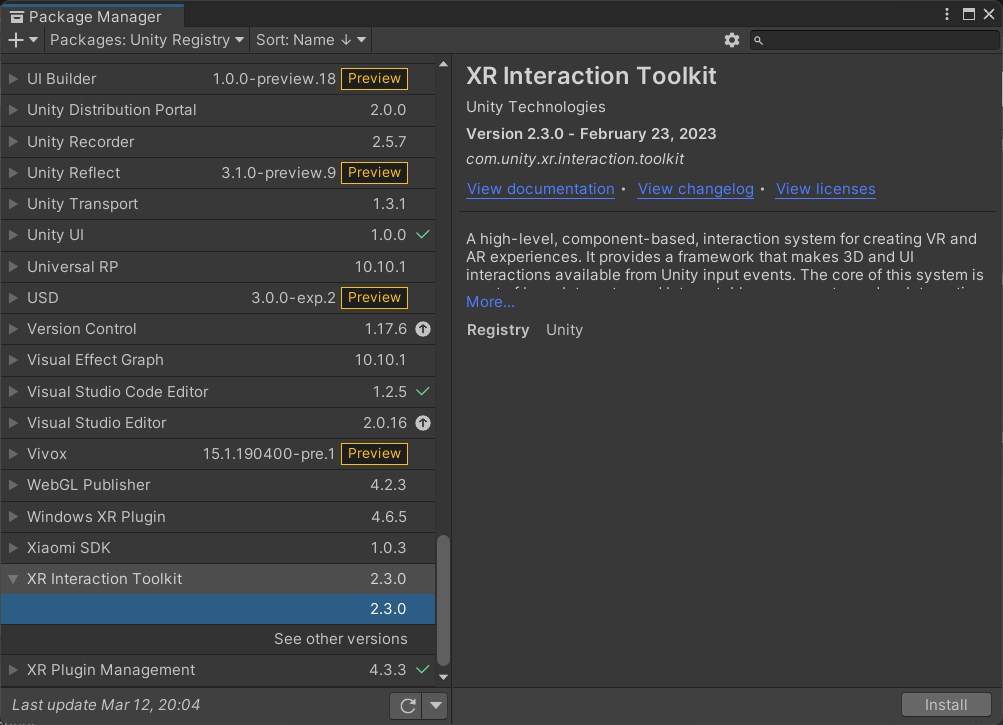 Package Manager
Packages: Unity Registry Sort: Name ↓
UI Builder 1.0.0-preview.18 Preview
Unity Distribution Portal 2.0.0
Unity Recorder 2.5.7
Unity Reflect 3.1.0-preview.9 Preview
Unity Transport 1.3.1
Unity UI 1.0.0
Universal RP 10.10.1
USD 3.0.0-exp.2 Preview
Version Control 1.17.6
Visual Effect Graph 10.10.1
Visual Studio Code Editor 1.2.5
Visual Studio Editor 2.0.16
Vivox 15.1.190400-pre.1 Preview
WebGL Publisher 4.2.3
Windows XR Plugin 4.6.5
Xiaomi SDK 1.0.3
XR Interaction Toolkit 2.3.0
2.3.0
See other versions
XR Plugin Management 4.3.3
Last update Mar 12, 20:04
XR Interaction Toolkit
Unity Technologies
Version 2.3.0 - February 23, 2023
com.unity.xr.interaction.toolkit
View documentation • View changelog • View licenses
A high-level, component-based, interaction system for creating VR and
AR experiences. It provides a framework that makes 3D and UI
interactions available from Unity input events. The core of this system is
More...
Registry Unity
Install